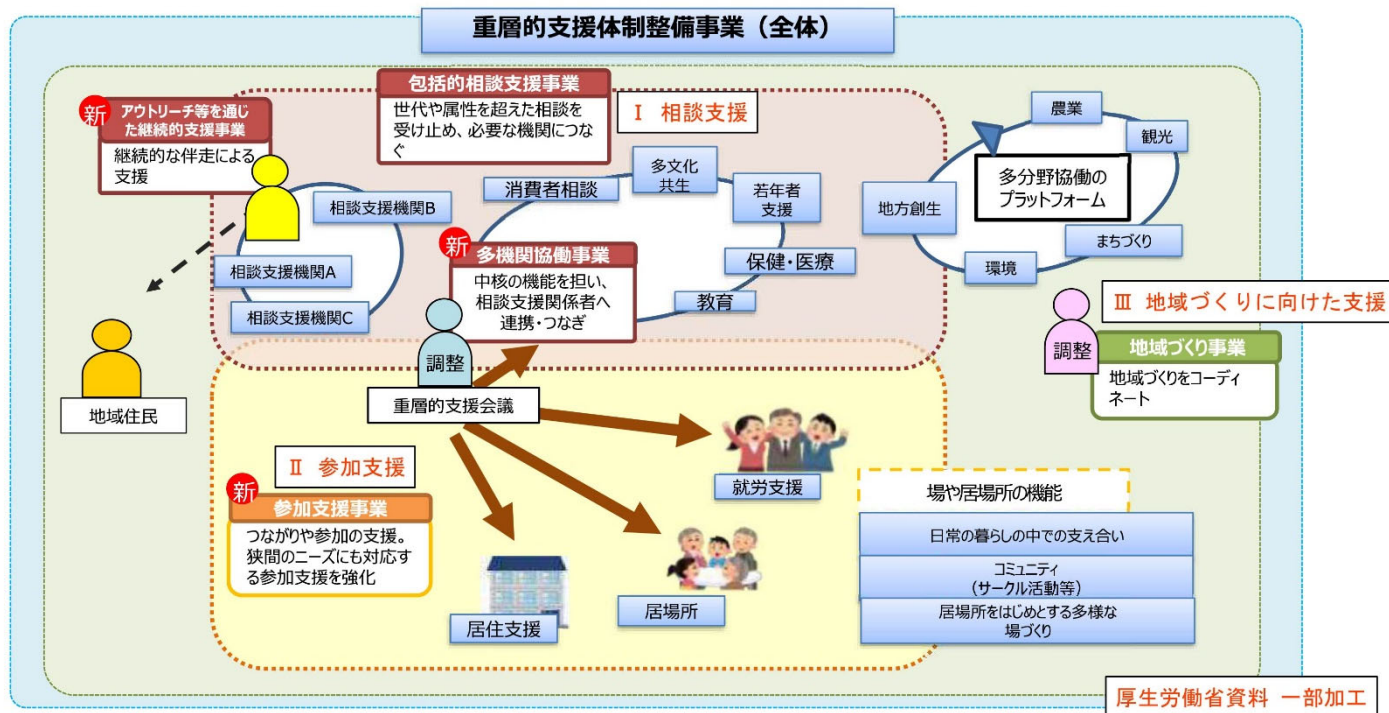 重層的支援体制整備事業（全体）
包括的相談支援事業
世代や属性を超えた相談を
受け止め、必要な機関につな
ぐ
Ⅰ 相談支援
新
アウトリーチ等を通じ
た継続的支援事業
継続的な伴走による
支援
相談支援機関B
相談支援機関A
相談支援機関C
消費者相談
多文化
共生
若年者
支援
保健・医療
教育
新
多機関協働事業
中核の機能を担い、
相談支援関係者へ
連携・つなぎ
調整
重層的支援会議
農業
観光
多分野協働の
プラットフォーム
地方創生
まちづくり
環境
Ⅲ 地域づくりに向けた支援
調整
地域づくり事業
地域づくりをコーディ
ネート
地域住民
Ⅱ 参加支援
新
参加支援事業
つながりや参加の支援。
狭間のニーズにも対応す
る参加支援を強化
就労支援
居場所
居住支援
場や居場所の機能
日常の暮らしの中での支え合い
コミュニティ
（サークル活動等）
居場所をはじめとする多様な
場づくり
厚生労働省資料 一部加工